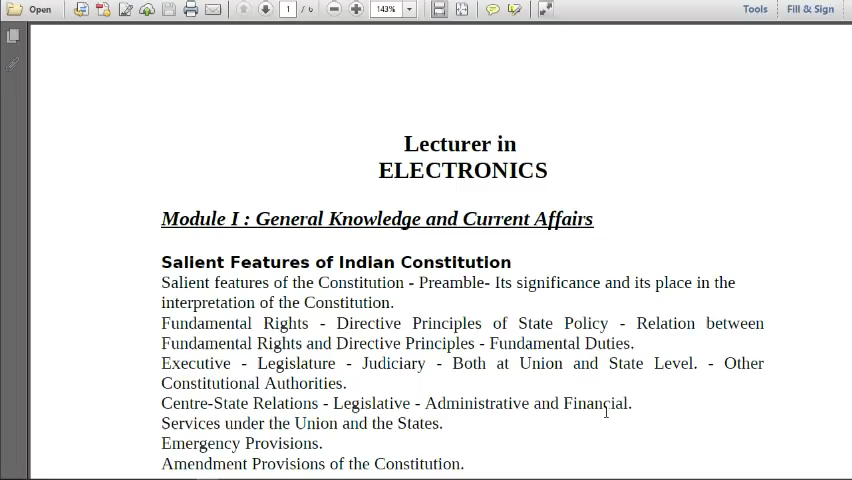 Open
1 / 6
143%
Tools
Fill & Sign
Lecturer in
ELECTRONICS
Module I : General Knowledge and Current Affairs
Salient Features of Indian Constitution
Salient features of the Constitution - Preamble- Its significance and its place in the
interpretation of the Constitution.
Fundamental Rights - Directive Principles of State Policy - Relation between
Fundamental Rights and Directive Principles - Fundamental Duties.
Executive - Legislature - Judiciary - Both at Union and State Level. - Other
Constitutional Authorities.
Centre-State Relations - Legislative - Administrative and Financial.
Services under the Union and the States.
Emergency Provisions.
Amendment Provisions of the Constitution.